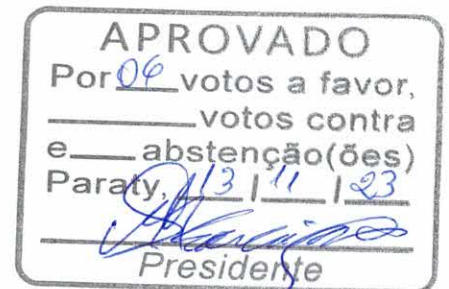 APROVADO
Por 06 votos a favor,
votos contra
e abstenção(ões)
Paraty, 13 / 11 / 23
Presidente